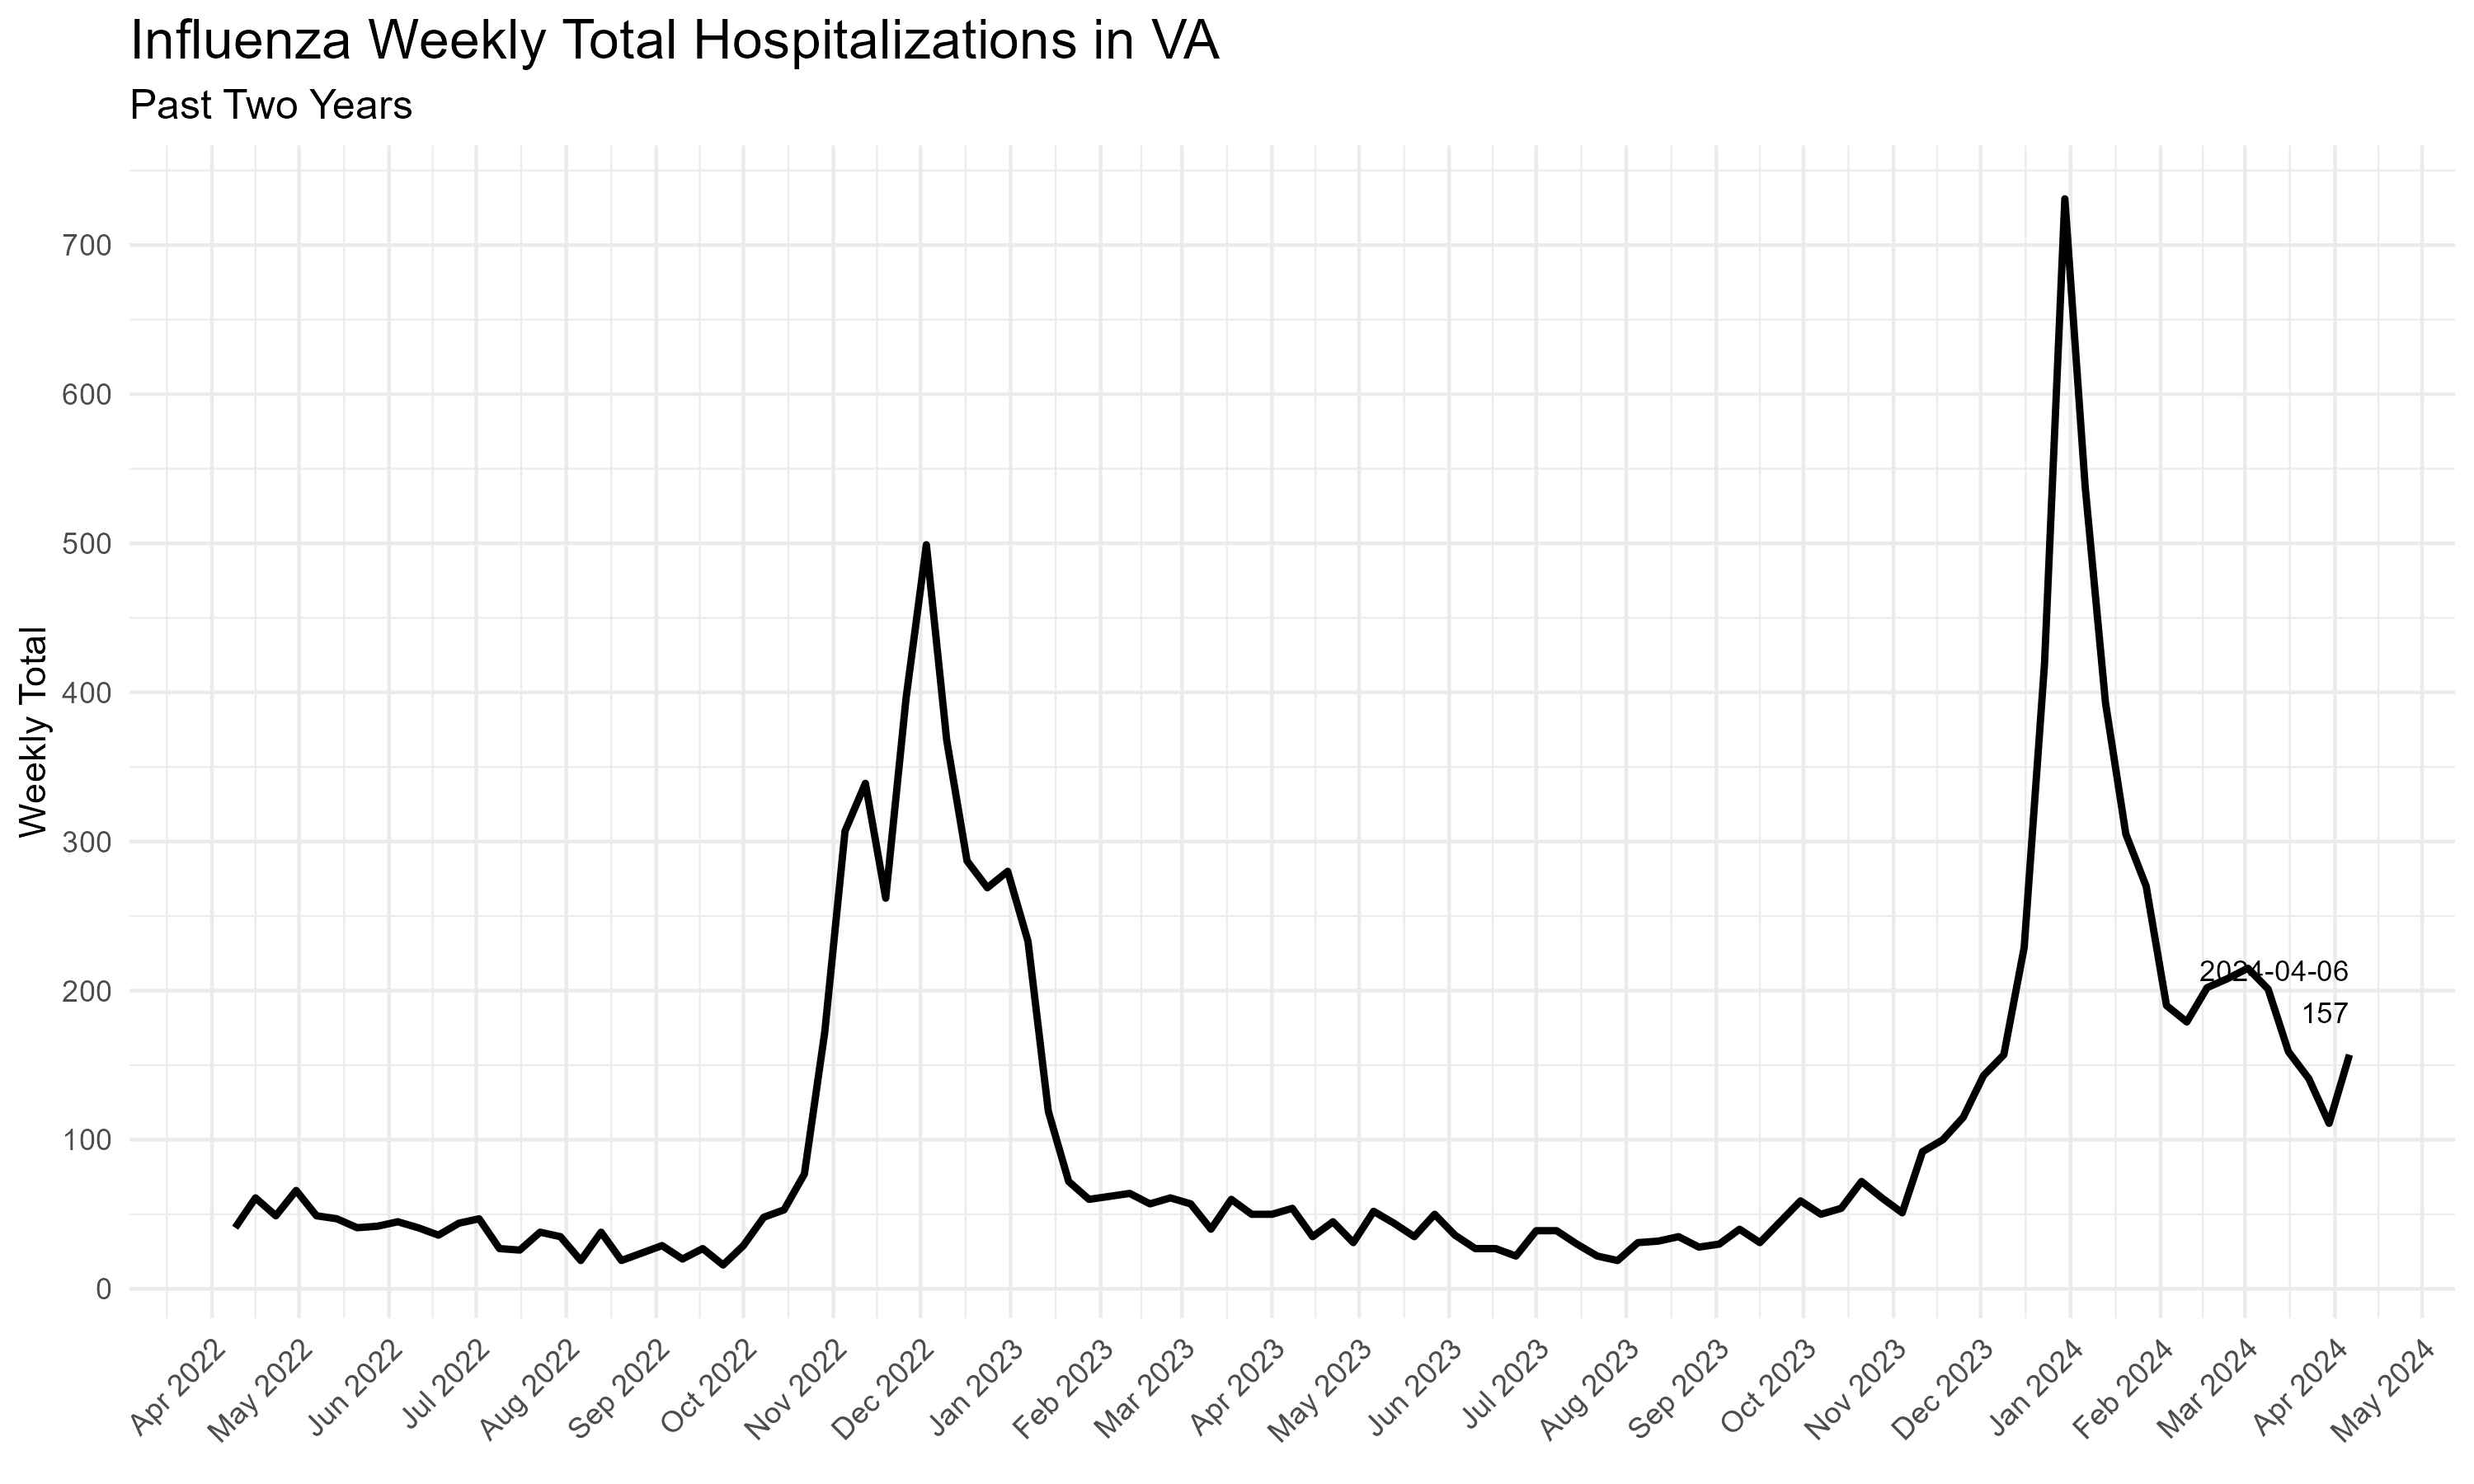 Influenza Weekly Total Hospitalizations in VA
Past Two Years
Weekly Total
700
600
500
400
300
200
100
0
2024-04-06
157
Apr 2022
May 2022
Jun 2022
Jul 2022
Aug 2022
Sep 2022
Oct 2022
Nov 2022
Dec 2022
Jan 2023
Feb 2023
Mar 2023
Apr 2023
May 2023
Jun 2023
Jul 2023
Aug 2023
Sep 2023
Oct 2023
Nov 2023
Dec 2023
Jan 2024
Feb 2024
Mar 2024
Apr 2024
May 2024